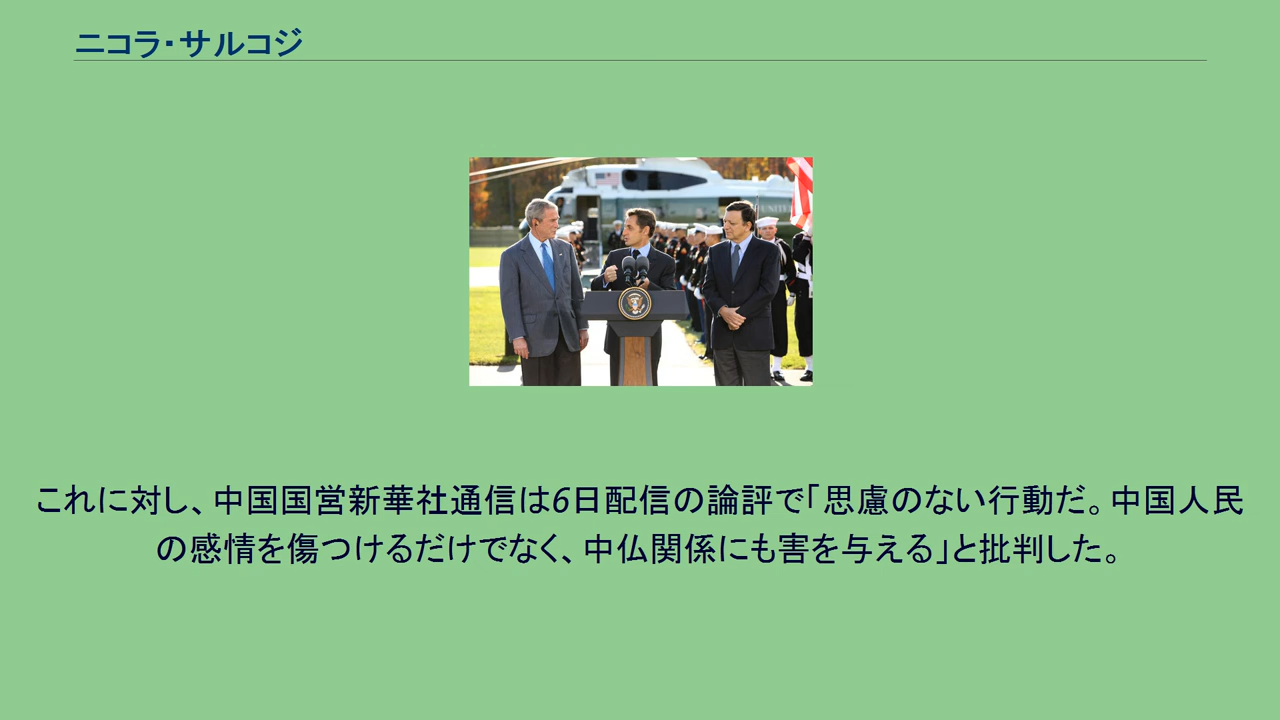 ニコラ・サルコジ
UNITE
これに対し、中国国営新華社通信は6日配信の論評で「思慮のない行動だ。中国人民
の感情を傷つけるだけでなく、中仏関係にも害を与える」と批判した。